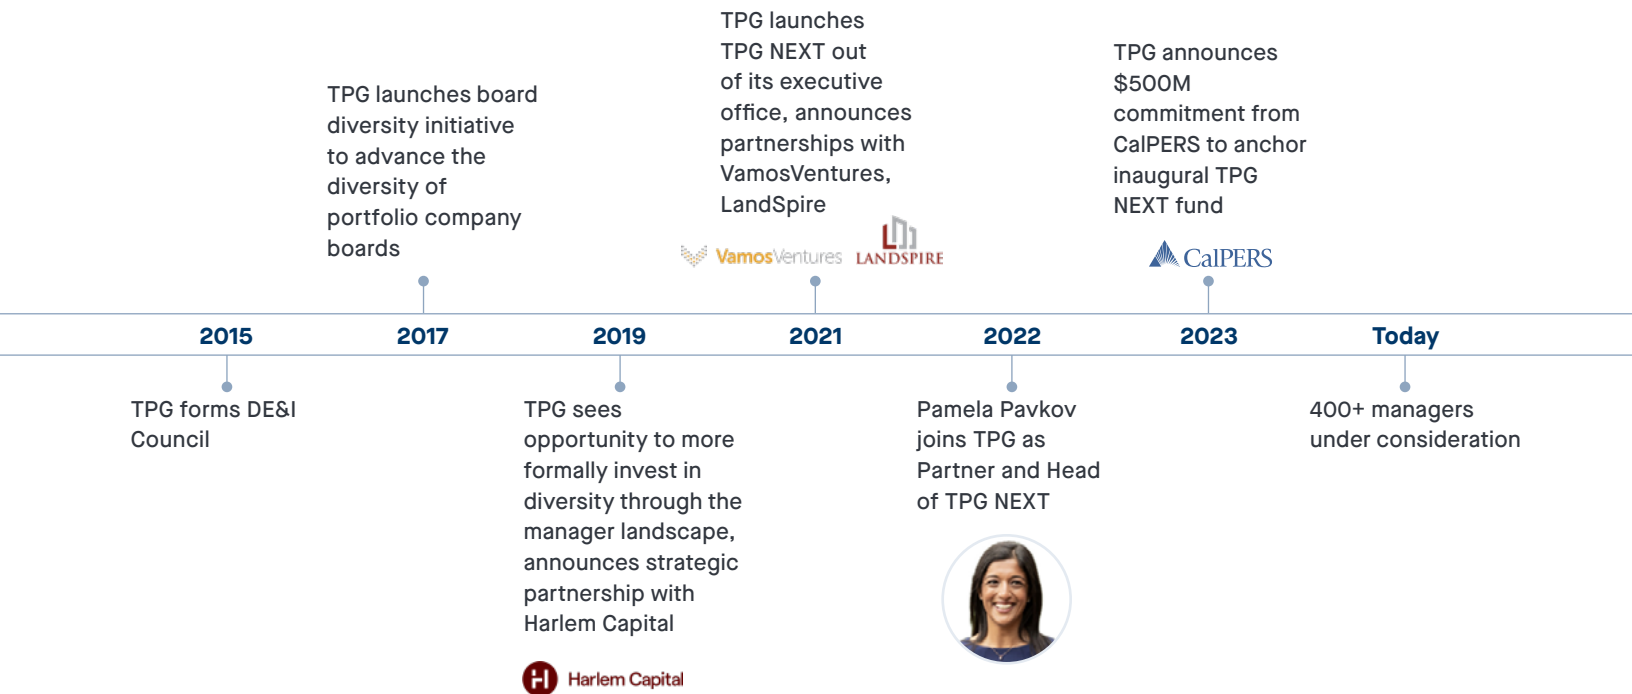 TPG launches board
diversity initiative
to advance the
diversity of
portfolio company
boards
TPG launches
TPG NEXT out
of its executive
office, announces
partnerships with
VamosVentures,
LandSpire
VamosVentures
LANDSPIRE
TPG announces
$500M
commitment from
CalPERS to anchor
inaugural TPG
NEXT fund
CalPERS
2015 2017 2019 2021 2022 2023 Today
TPG forms DE&I
Council
TPG sees
opportunity to more
formally invest in
diversity through the
manager landscape,
announces strategic
partnership with
Harlem Capital
H Harlem Capital
Pamela Pavkov
joins TPG as
Partner and Head
of TPG NEXT
400+ managers
under consideration